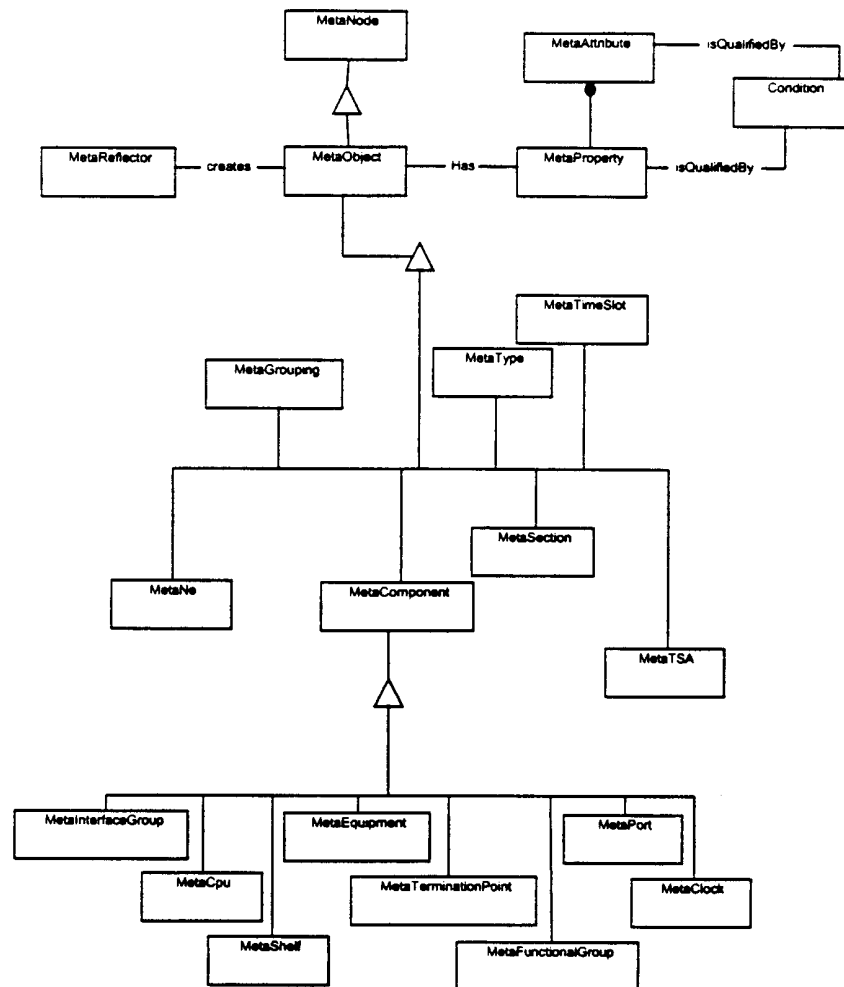 MetaNode
MetaAttribute
isQualifiedBy
Condition
MetaReflector
creates
MetaObject
Has
MetaProperty
isQualifiedBy
MetaTimeSlot
MetaType
MetaGrouping
MetaSection
MetaNe
MetaComponent
MetaTSA
MetaInterfaceGroup
MetaEquipment
MetaPort
MetaCpu
MetaTerminationPoint
MetaClock
MetaShelf
MetaFunctionalGroup